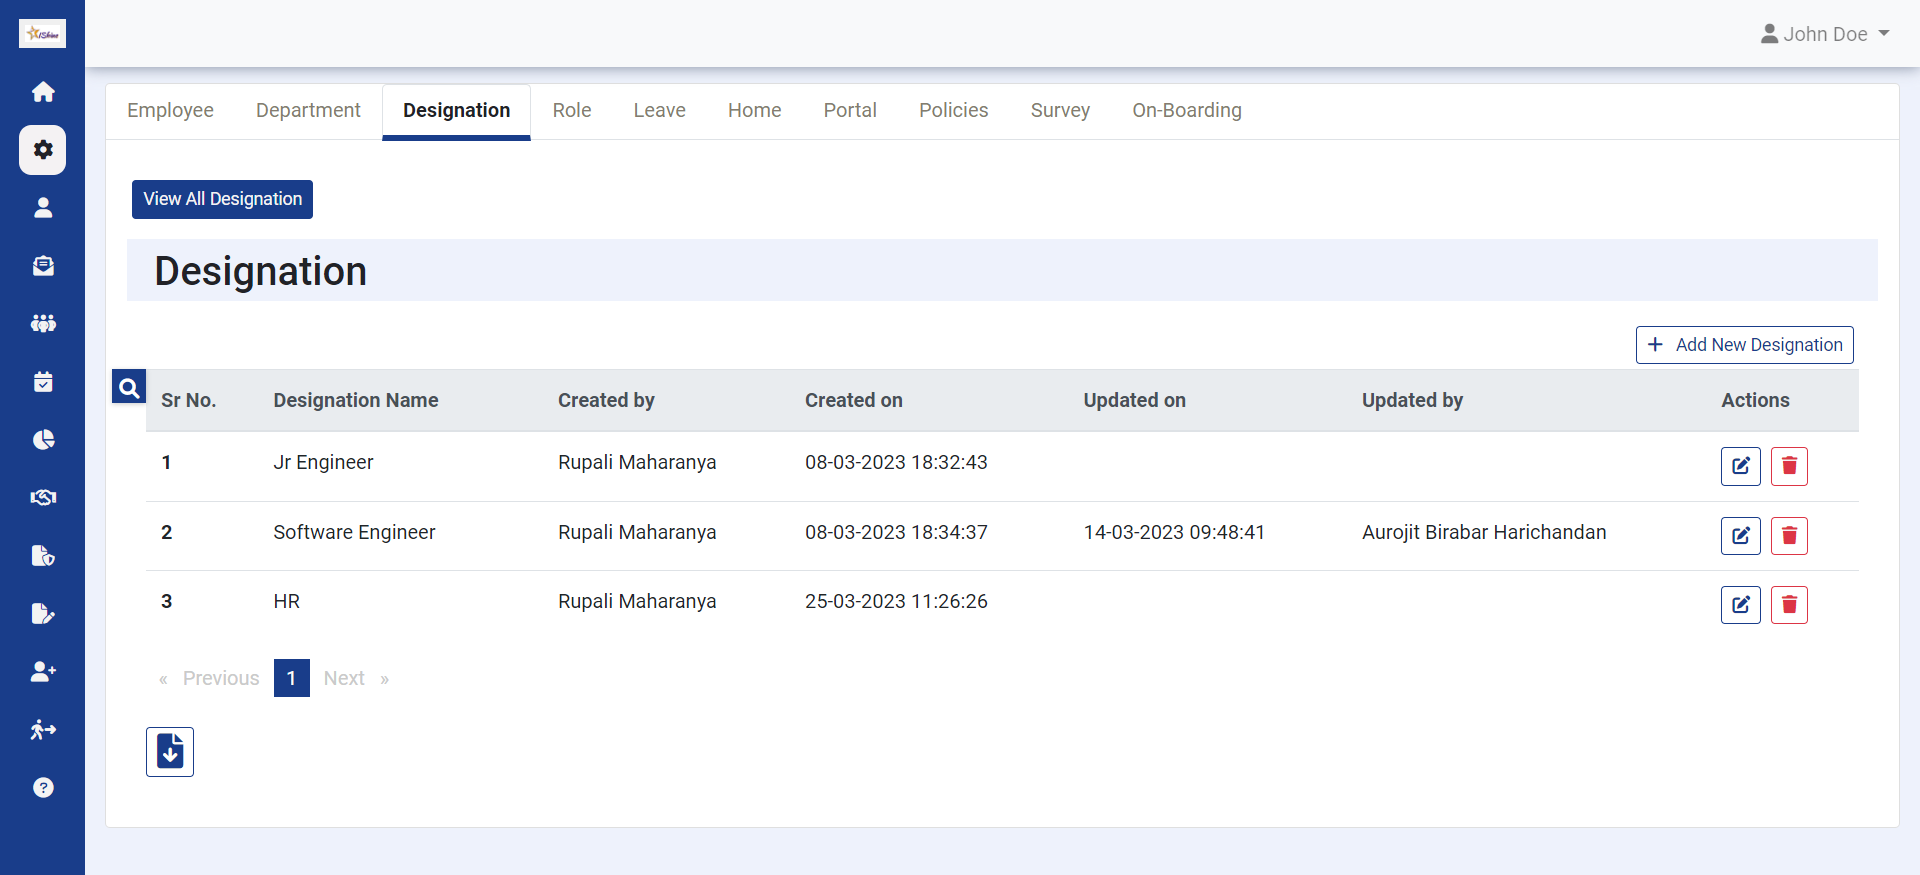 iShine
John Doe
Employee Department Designation Role Leave Home Portal Policies Survey On-Boarding
View All Designation
Designation
+ Add New Designation
Sr No. Designation Name Created by Created on Updated on Updated by Actions
1 Jr Engineer Rupali Maharanya 08-03-2023 18:32:43
2 Software Engineer Rupali Maharanya 08-03-2023 18:34:37 14-03-2023 09:48:41 Aurojit Birabar Harichandan
3 HR Rupali Maharanya 25-03-2023 11:26:26
« Previous 1 Next »